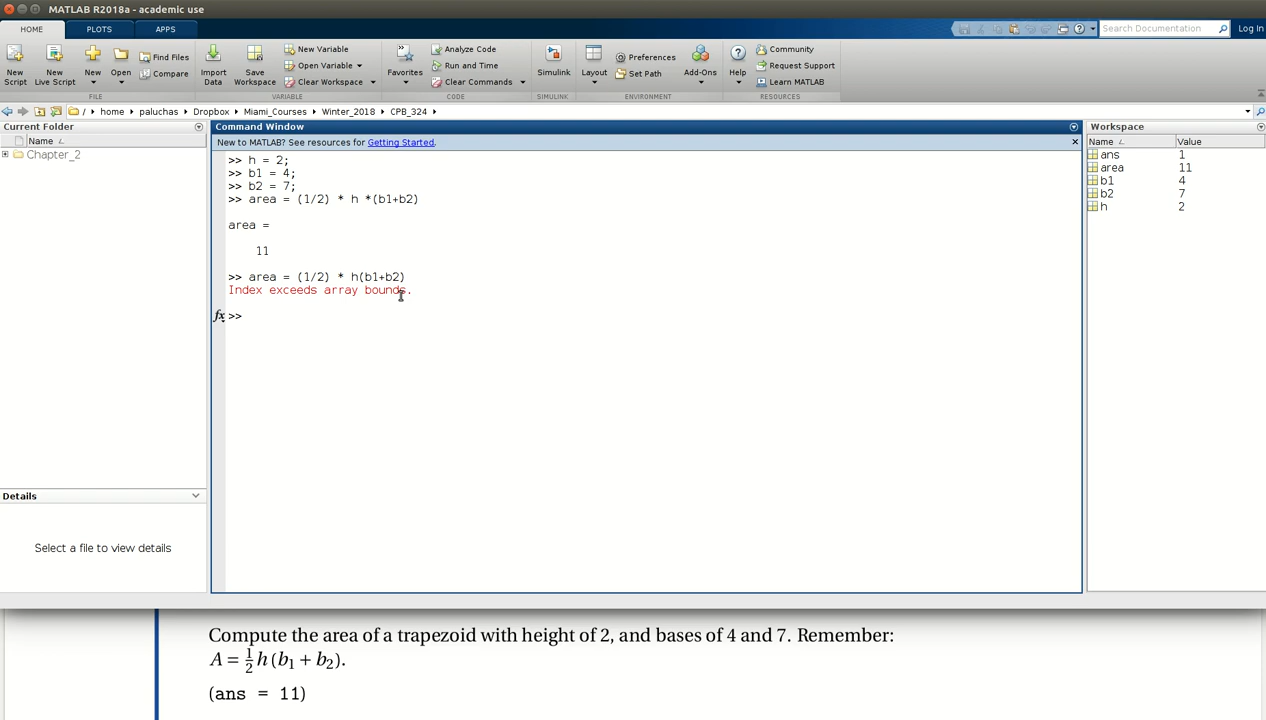 MATLAB R2018a - academic use
HOME PLOTS APPS
Search Documentation Log In
New Script
New Live Script
New
Open
Find Files
Compare
Import Data
Save Workspace
New Variable
Open Variable
Clear Workspace
Favorites
Analyze Code
Run and Time
Clear Commands
Simulink
Layout
Preferences
Set Path
Add-Ons
Help
Community
Request Support
Learn MATLAB
FILE VARIABLE CODE SIMULINK ENVIRONMENT RESOURCES
/ home paluchas Dropbox Miami_Courses Winter_2018 CPB_324
Current Folder
Name
Chapter_2
Details
Select a file to view details
Command Window
New to MATLAB? See resources for Getting Started.
>> h = 2;
>> b1 = 4;
>> b2 = 7;
>> area = (1/2) * h *(b1+b2)
area =
11
>> area = (1/2) * h(b1+b2)
Index exceeds array bounds.
fx >>
Workspace
Name Value
ans 1
area 11
b1 4
b2 7
h 2
Compute the area of a trapezoid with height of 2, and bases of 4 and 7. Remember:
A = 1/2 h (b1 + b2).
(ans = 11)